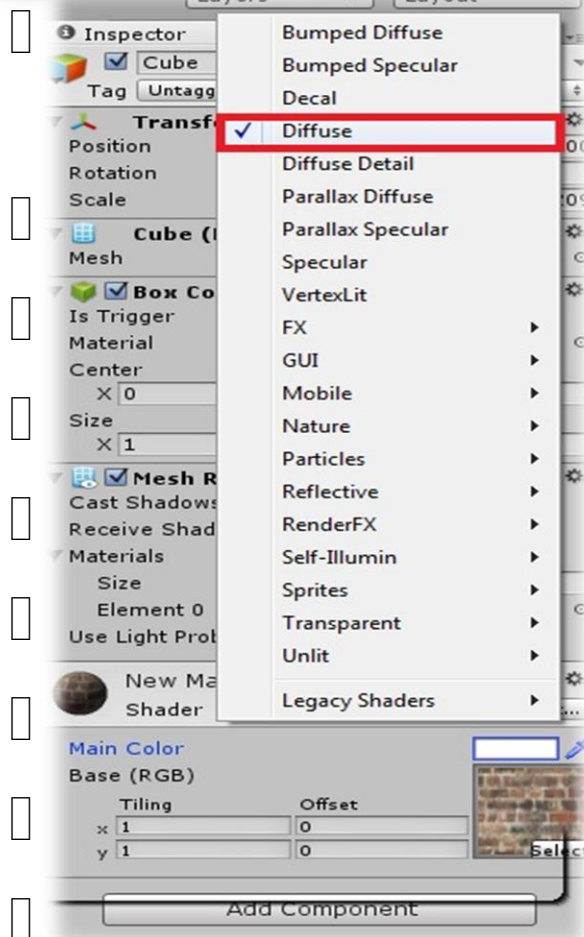 Layers Layout
Inspector
Cube
Tag Untagg
Transf
Position
Rotation
Scale
Cube (
Mesh
Box Co
Is Trigger
Material
Center
X 0
Size
X 1
Mesh R
Cast Shadows
Receive Shad
Materials
Size
Element 0
Use Light Prob
New Ma
Shader
Bumped Diffuse
Bumped Specular
Decal
✓ Diffuse
Diffuse Detail
Parallax Diffuse
Parallax Specular
Specular
VertexLit
FX
GUI
Mobile
Nature
Particles
Reflective
RenderFX
Self-Illumin
Sprites
Transparent
Unlit
Legacy Shaders
Main Color
Base (RGB)
Tiling Offset
x 1 0
y 1 0
Select
Add Component